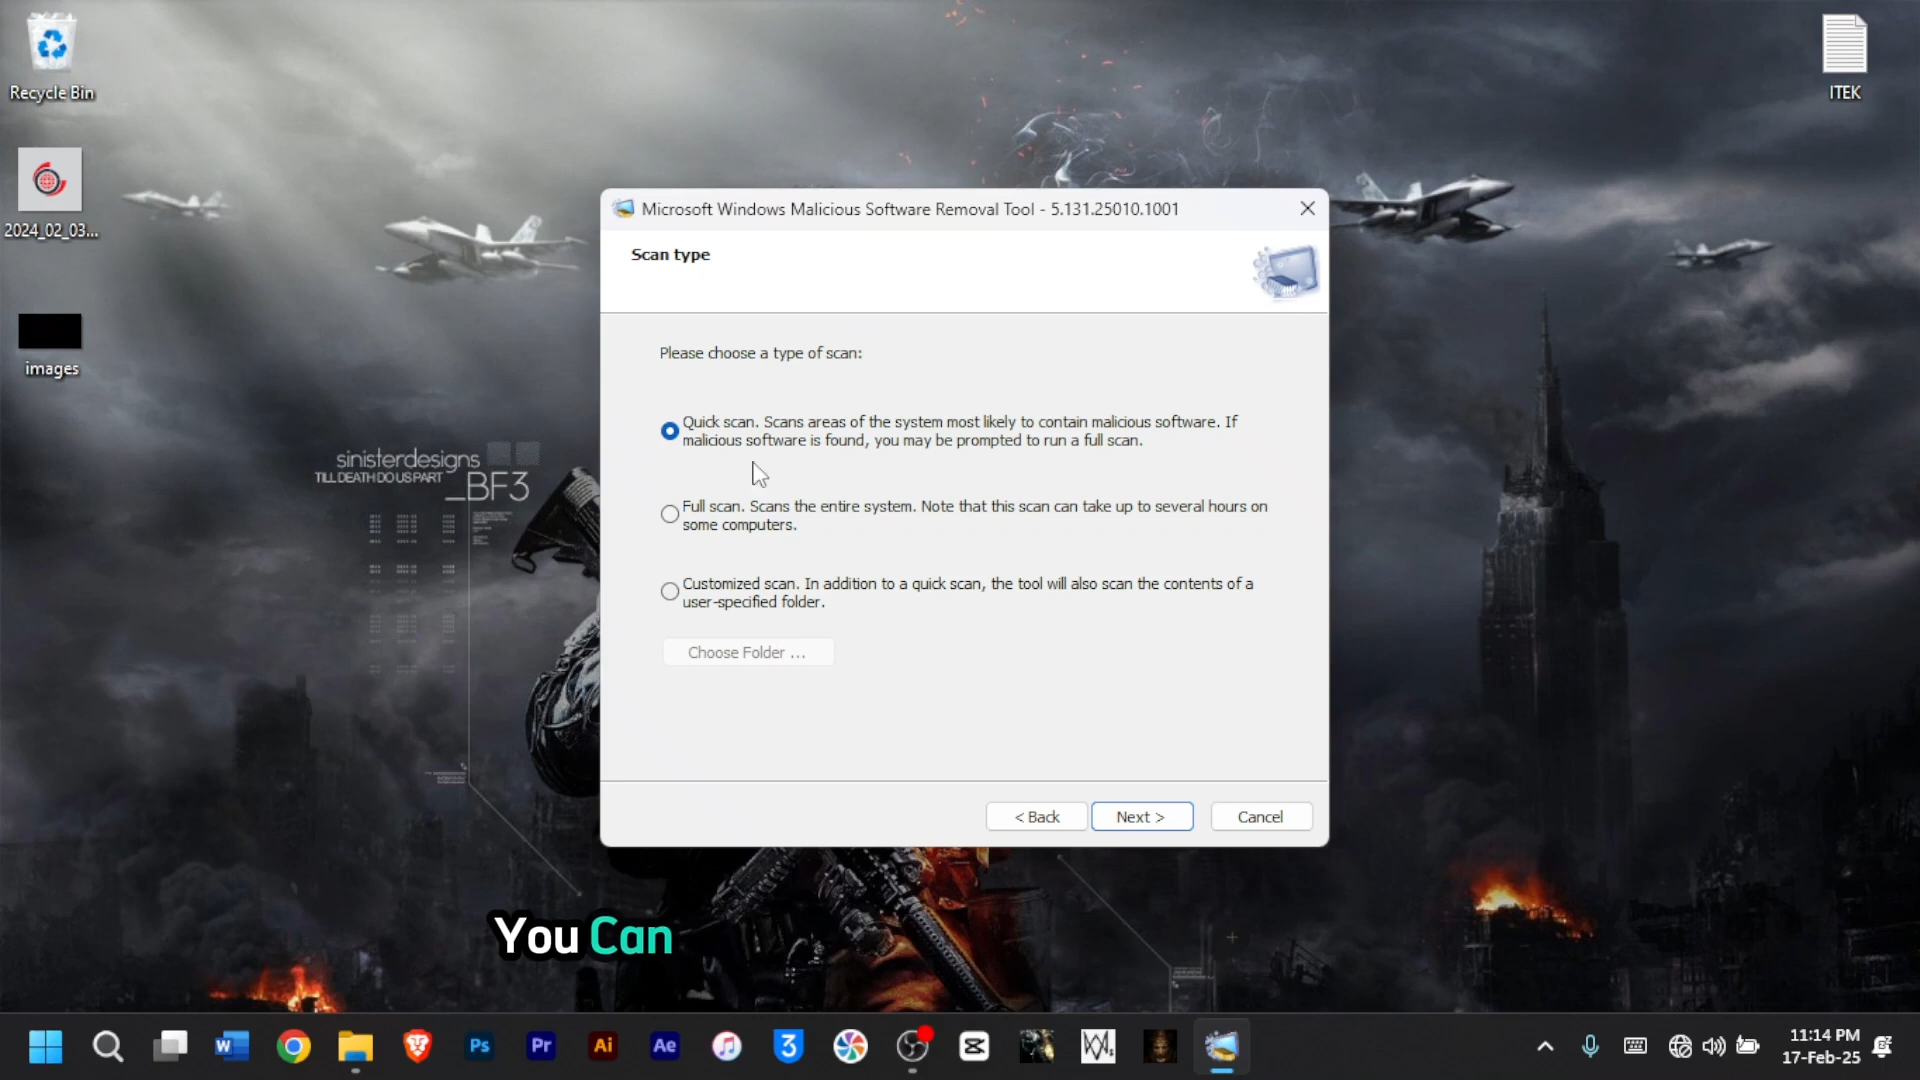 Recycle Bin
ITEK
2024_02_03...
images
Microsoft Windows Malicious Software Removal Tool - 5.131.25010.1001
Scan type
Please choose a type of scan:
Quick scan. Scans areas of the system most likely to contain malicious software. If
malicious software is found, you may be prompted to run a full scan.
Full scan. Scans the entire system. Note that this scan can take up to several hours on
some computers.
Customized scan. In addition to a quick scan, the tool will also scan the contents of a
user-specified folder.
Choose Folder ...
< Back
Next >
Cancel
sinisterdesigns
TILL DEATH DO US PART
_BF3
You Can
W
Ps
Pr
Ai
Ae
3
11:14 PM
17-Feb-25